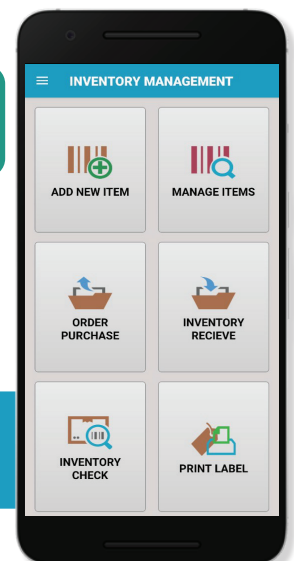 INVENTORY MANAGEMENT
ADD NEW ITEM
MANAGE ITEMS
ORDER
PURCHASE
INVENTORY
RECIEVE
INVENTORY
CHECK
PRINT LABEL